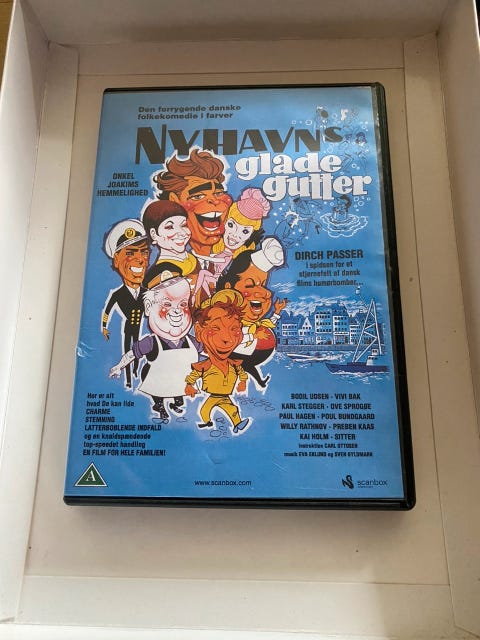 Den forrygende danske
folkekomedie i farver
NYHAVNS
glade
gutter
ONKEL
JOAKIMS
HEMMELIGHED
DIRCH PASSER
i spidsen for et
stjernefelt af dansk
films humørbomber...
Her er alt
hvad De kan lide
CHARME
STEMNING
LATTERBOBLENDE INDFALD
og en knaldspændende
top-speedet handling
EN FILM FOR HELE FAMILIEN!
BODIL UDSEN - VIVI BAK
KARL STEGGER - OVE SPROGØE
PAUL HAGEN - POUL BUNDGAARD
WILLY RATHNOV - PREBEN KAAS
KAI HOLM - SITTER
instruktion CARL OTTOSEN
musik EVA EKLUND og SVEN GYLDMARK
A
www.scanbox.com
scanbox